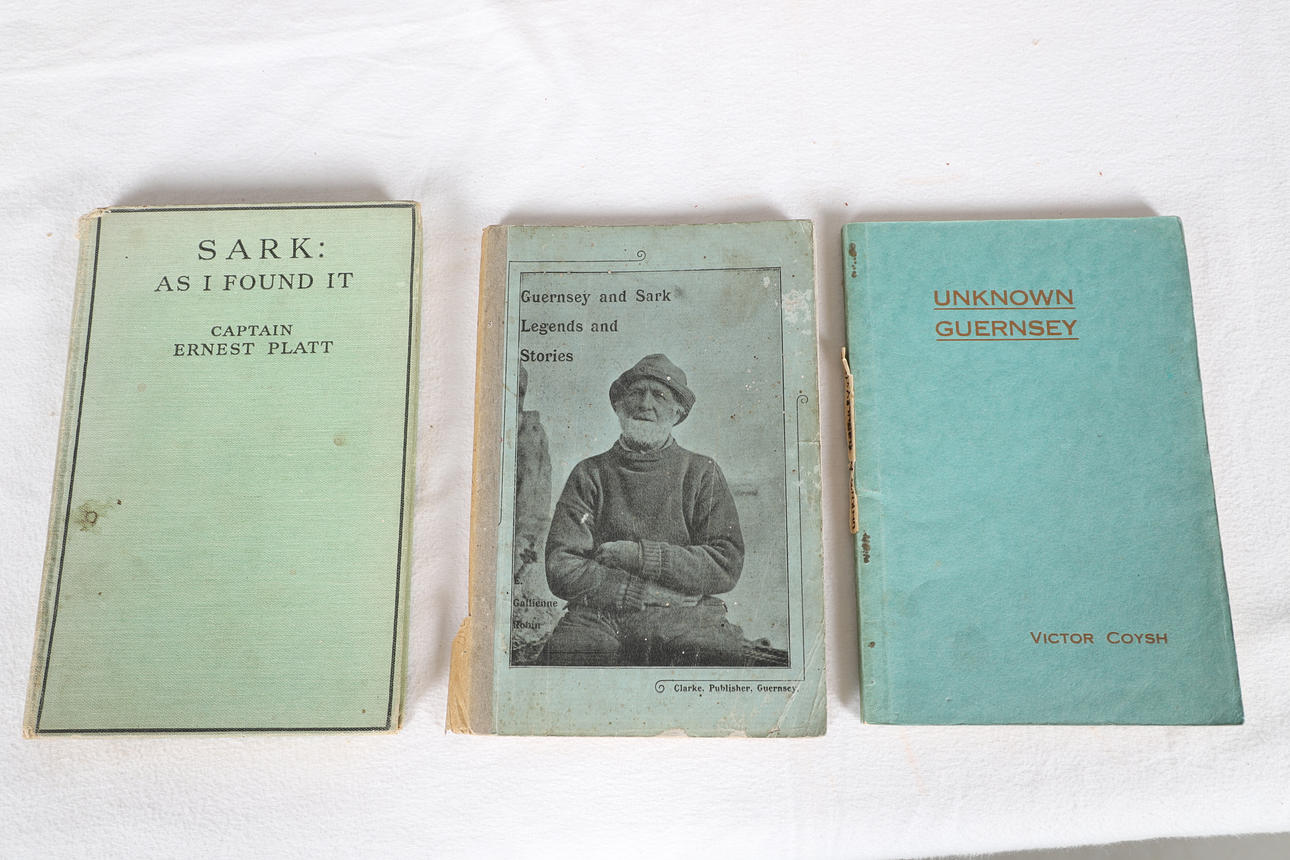 SARK:
AS I FOUND IT
CAPTAIN
ERNEST PLATT
Guernsey and Sark
Legends and
Stories
E.
Gallienne
Robin
Clarke, Publisher, Guernsey.
UNKNOWN
GUERNSEY
VICTOR COYSH